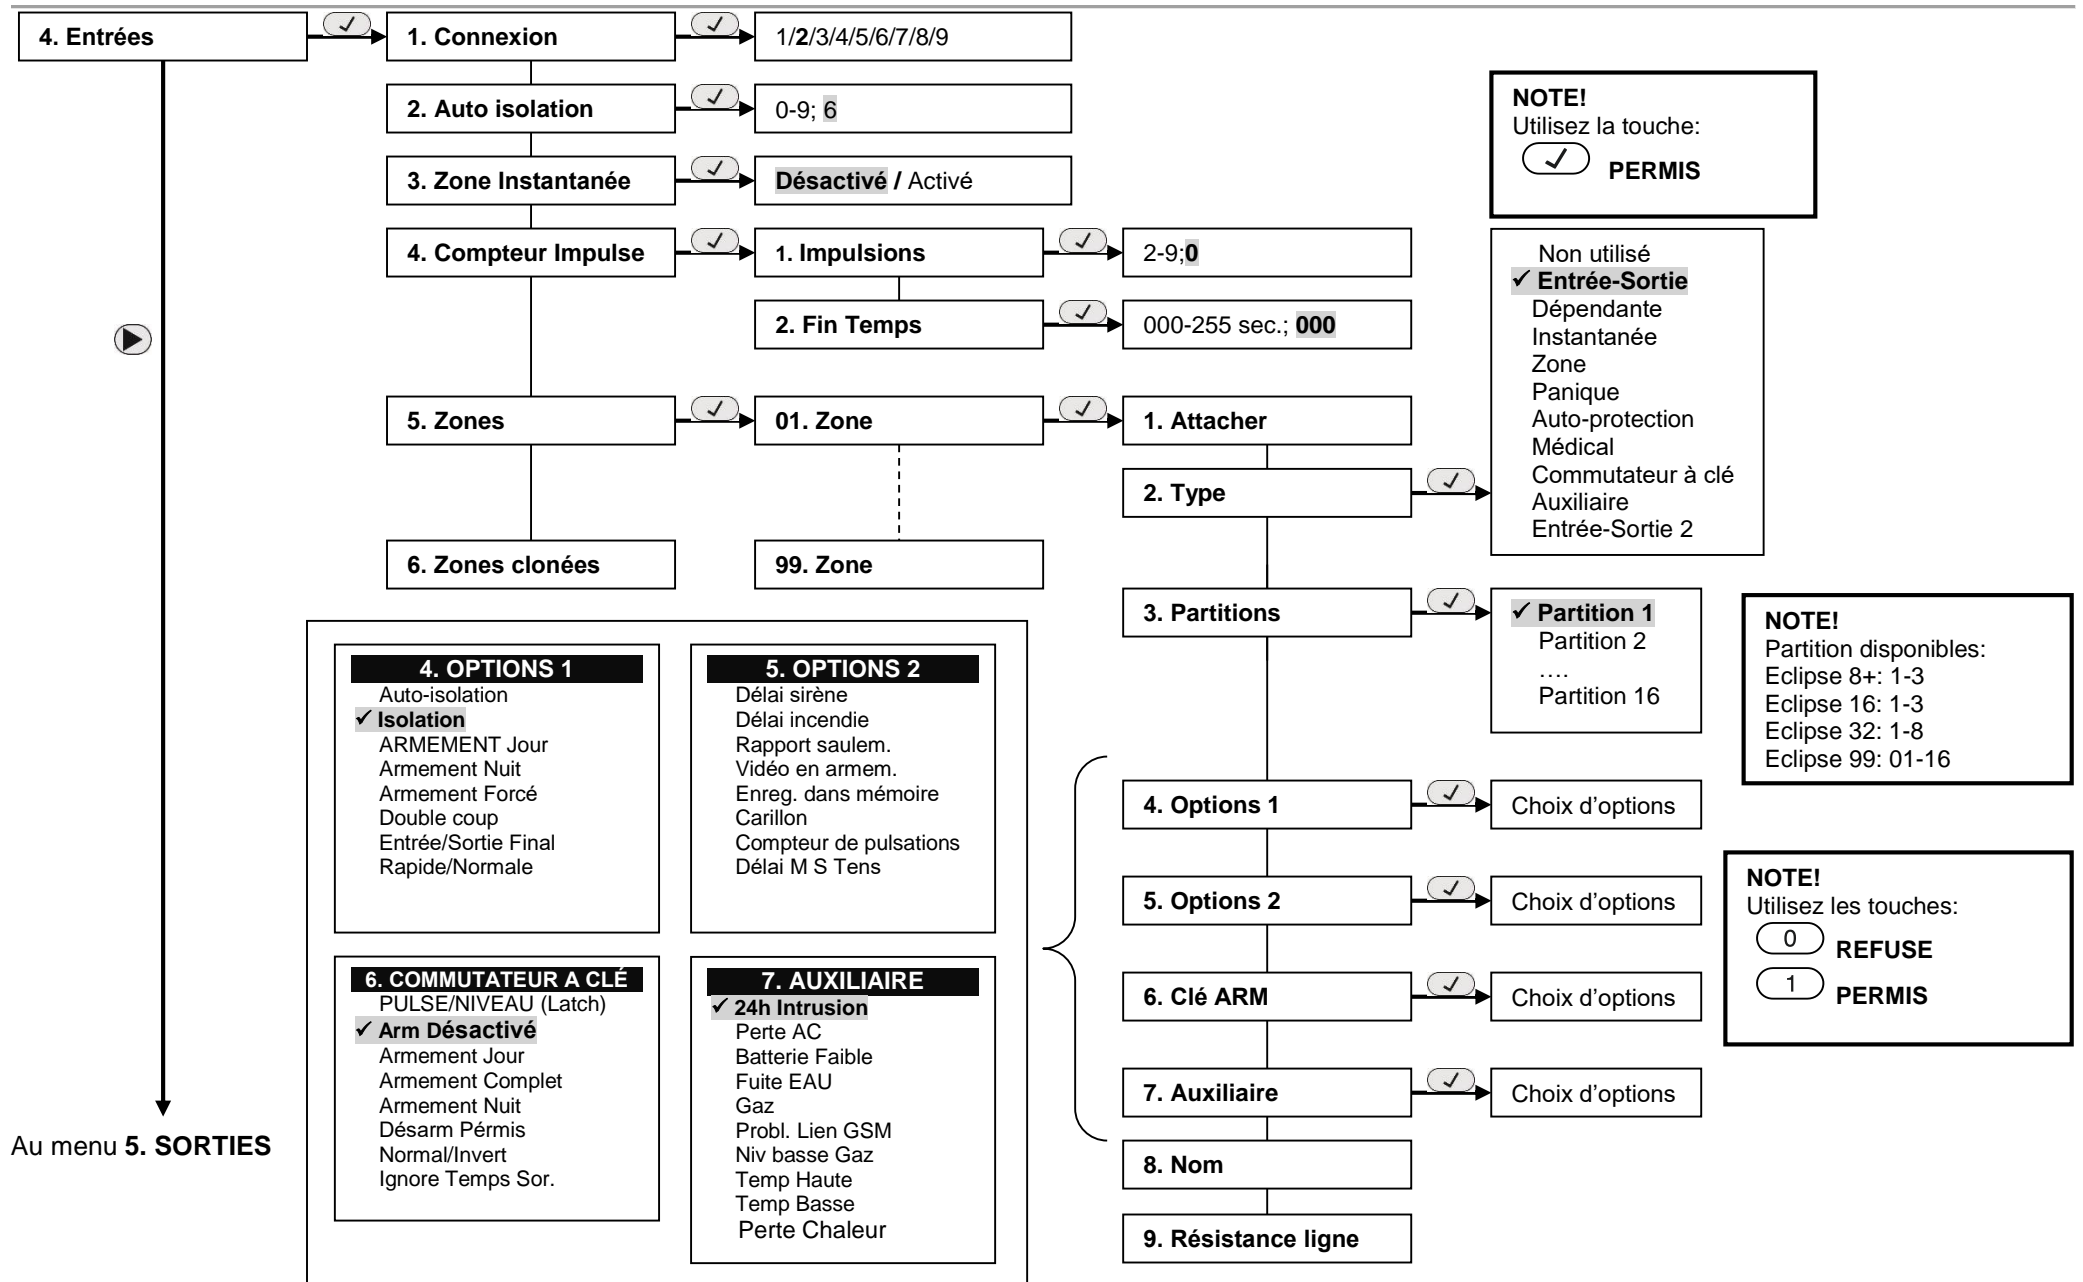 4. Entrées
1. Connexion
1/2/3/4/5/6/7/8/9
2. Auto isolation
0-9; 6
3. Zone Instantanée
Désactivé / Activé
4. Compteur Impulse
1. Impulsions
2-9;0
2. Fin Temps
000-255 sec.; 000
5. Zones
01. Zone
1. Attacher
2. Type
6. Zones clonées
99. Zone
3. Partitions
NOTE!
Utilisez la touche:
✓ PERMIS
Non utilisé
✓ Entrée-Sortie
Dépendante
Instantanée
Zone
Panique
Auto-protection
Médical
Commutateur à clé
Auxiliaire
Entrée-Sortie 2
✓ Partition 1
Partition 2
….
Partition 16
NOTE!
Partition disponibles:
Eclipse 8+: 1-3
Eclipse 16: 1-3
Eclipse 32: 1-8
Eclipse 99: 01-16
4. OPTIONS 1
Auto-isolation
✓ Isolation
ARMEMENT Jour
Armement Nuit
Armement Forcé
Double coup
Entrée/Sortie Final
Rapide/Normale
5. OPTIONS 2
Délai sirène
Délai incendie
Rapport saulem.
Vidéo en armem.
Enreg. dans mémoire
Carillon
Compteur de pulsations
Délai M S Tens
6. COMMUTATEUR A CLÉ
PULSE/NIVEAU (Latch)
✓ Arm Désactivé
Armement Jour
Armement Complet
Armement Nuit
Désarm Pérmis
Normal/Invert
Ignore Temps Sor.
7. AUXILIAIRE
✓ 24h Intrusion
Perte AC
Batterie Faible
Fuite EAU
Gaz
Probl. Lien GSM
Niv basse Gaz
Temp Haute
Temp Basse
Perte Chaleur
4. Options 1
Choix d'options
5. Options 2
Choix d'options
6. Clé ARM
Choix d'options
7. Auxiliaire
Choix d'options
8. Nom
9. Résistance ligne
NOTE!
Utilisez les touches:
0 REFUSE
1 PERMIS
Au menu 5. SORTIES